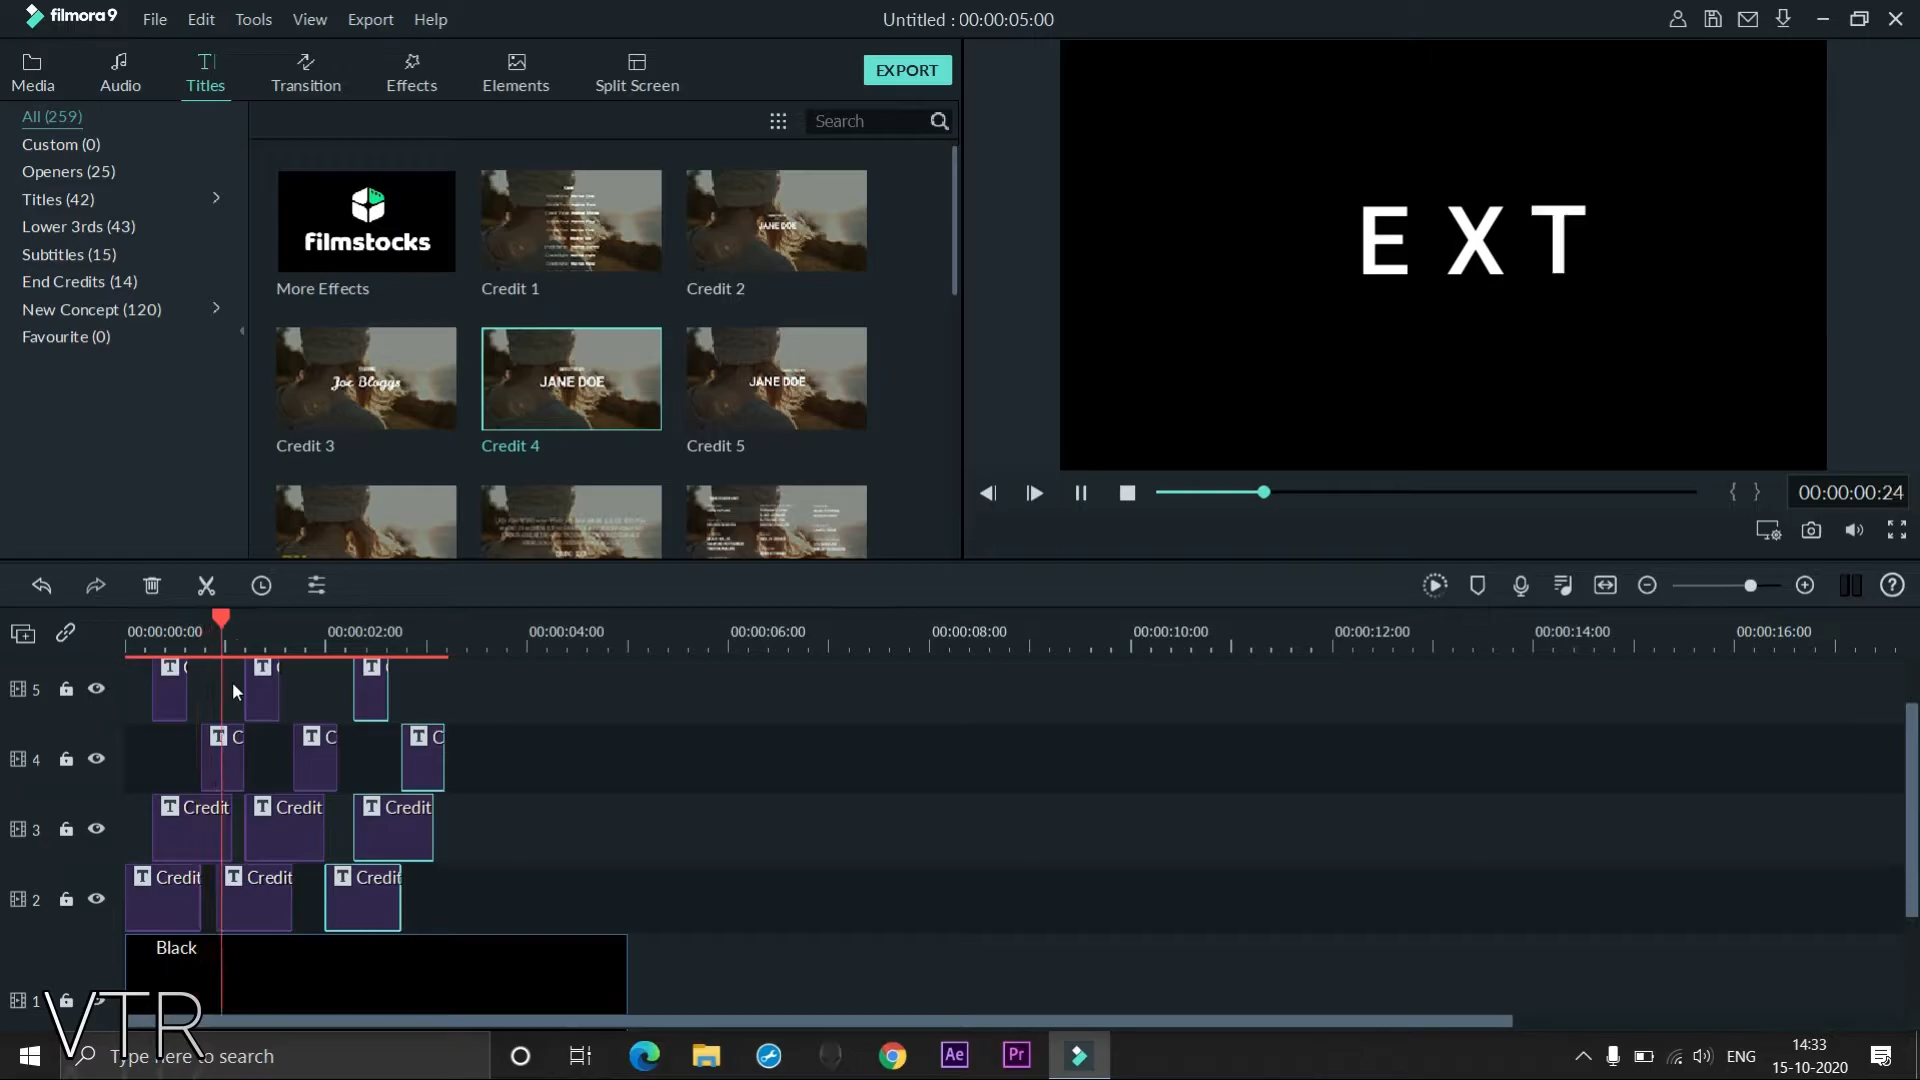 filmora9 File Edit Tools View Export Help Untitled : 00:00:05:00
Media Audio Titles Transition Effects Elements Split Screen EXPORT
All (259)
Custom (0)
Openers (25)
Titles (42)
Lower 3rds (43)
Subtitles (15)
End Credits (14)
New Concept (120)
Favourite (0)
Search
filmstocks
JANE DOE
More Effects Credit 1 Credit 2
Joe Bloggs JANE DOE JANE DOE
Credit 3 Credit 4 Credit 5
E X T
00:00:00:24
00:00:00:00 00:00:02:00 00:00:04:00 00:00:06:00 00:00:08:00 00:00:10:00 00:00:12:00 00:00:14:00 00:00:16:00
5 T T T
4 T C T C T C
3 T Credit T Credit T Credit
2 T Credit T Credit T Credit
Black
1
VTR
Type here to search
Ae Pr
ENG
14:33
15-10-2020